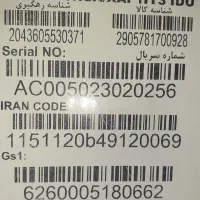 شناسه رهگیری شناسه کالا
2043605530371 2905781700928
Serial NO: شماره سریال
AC005023020256
IRAN CODE
1151120b49120069
Gs1:
6260005180662